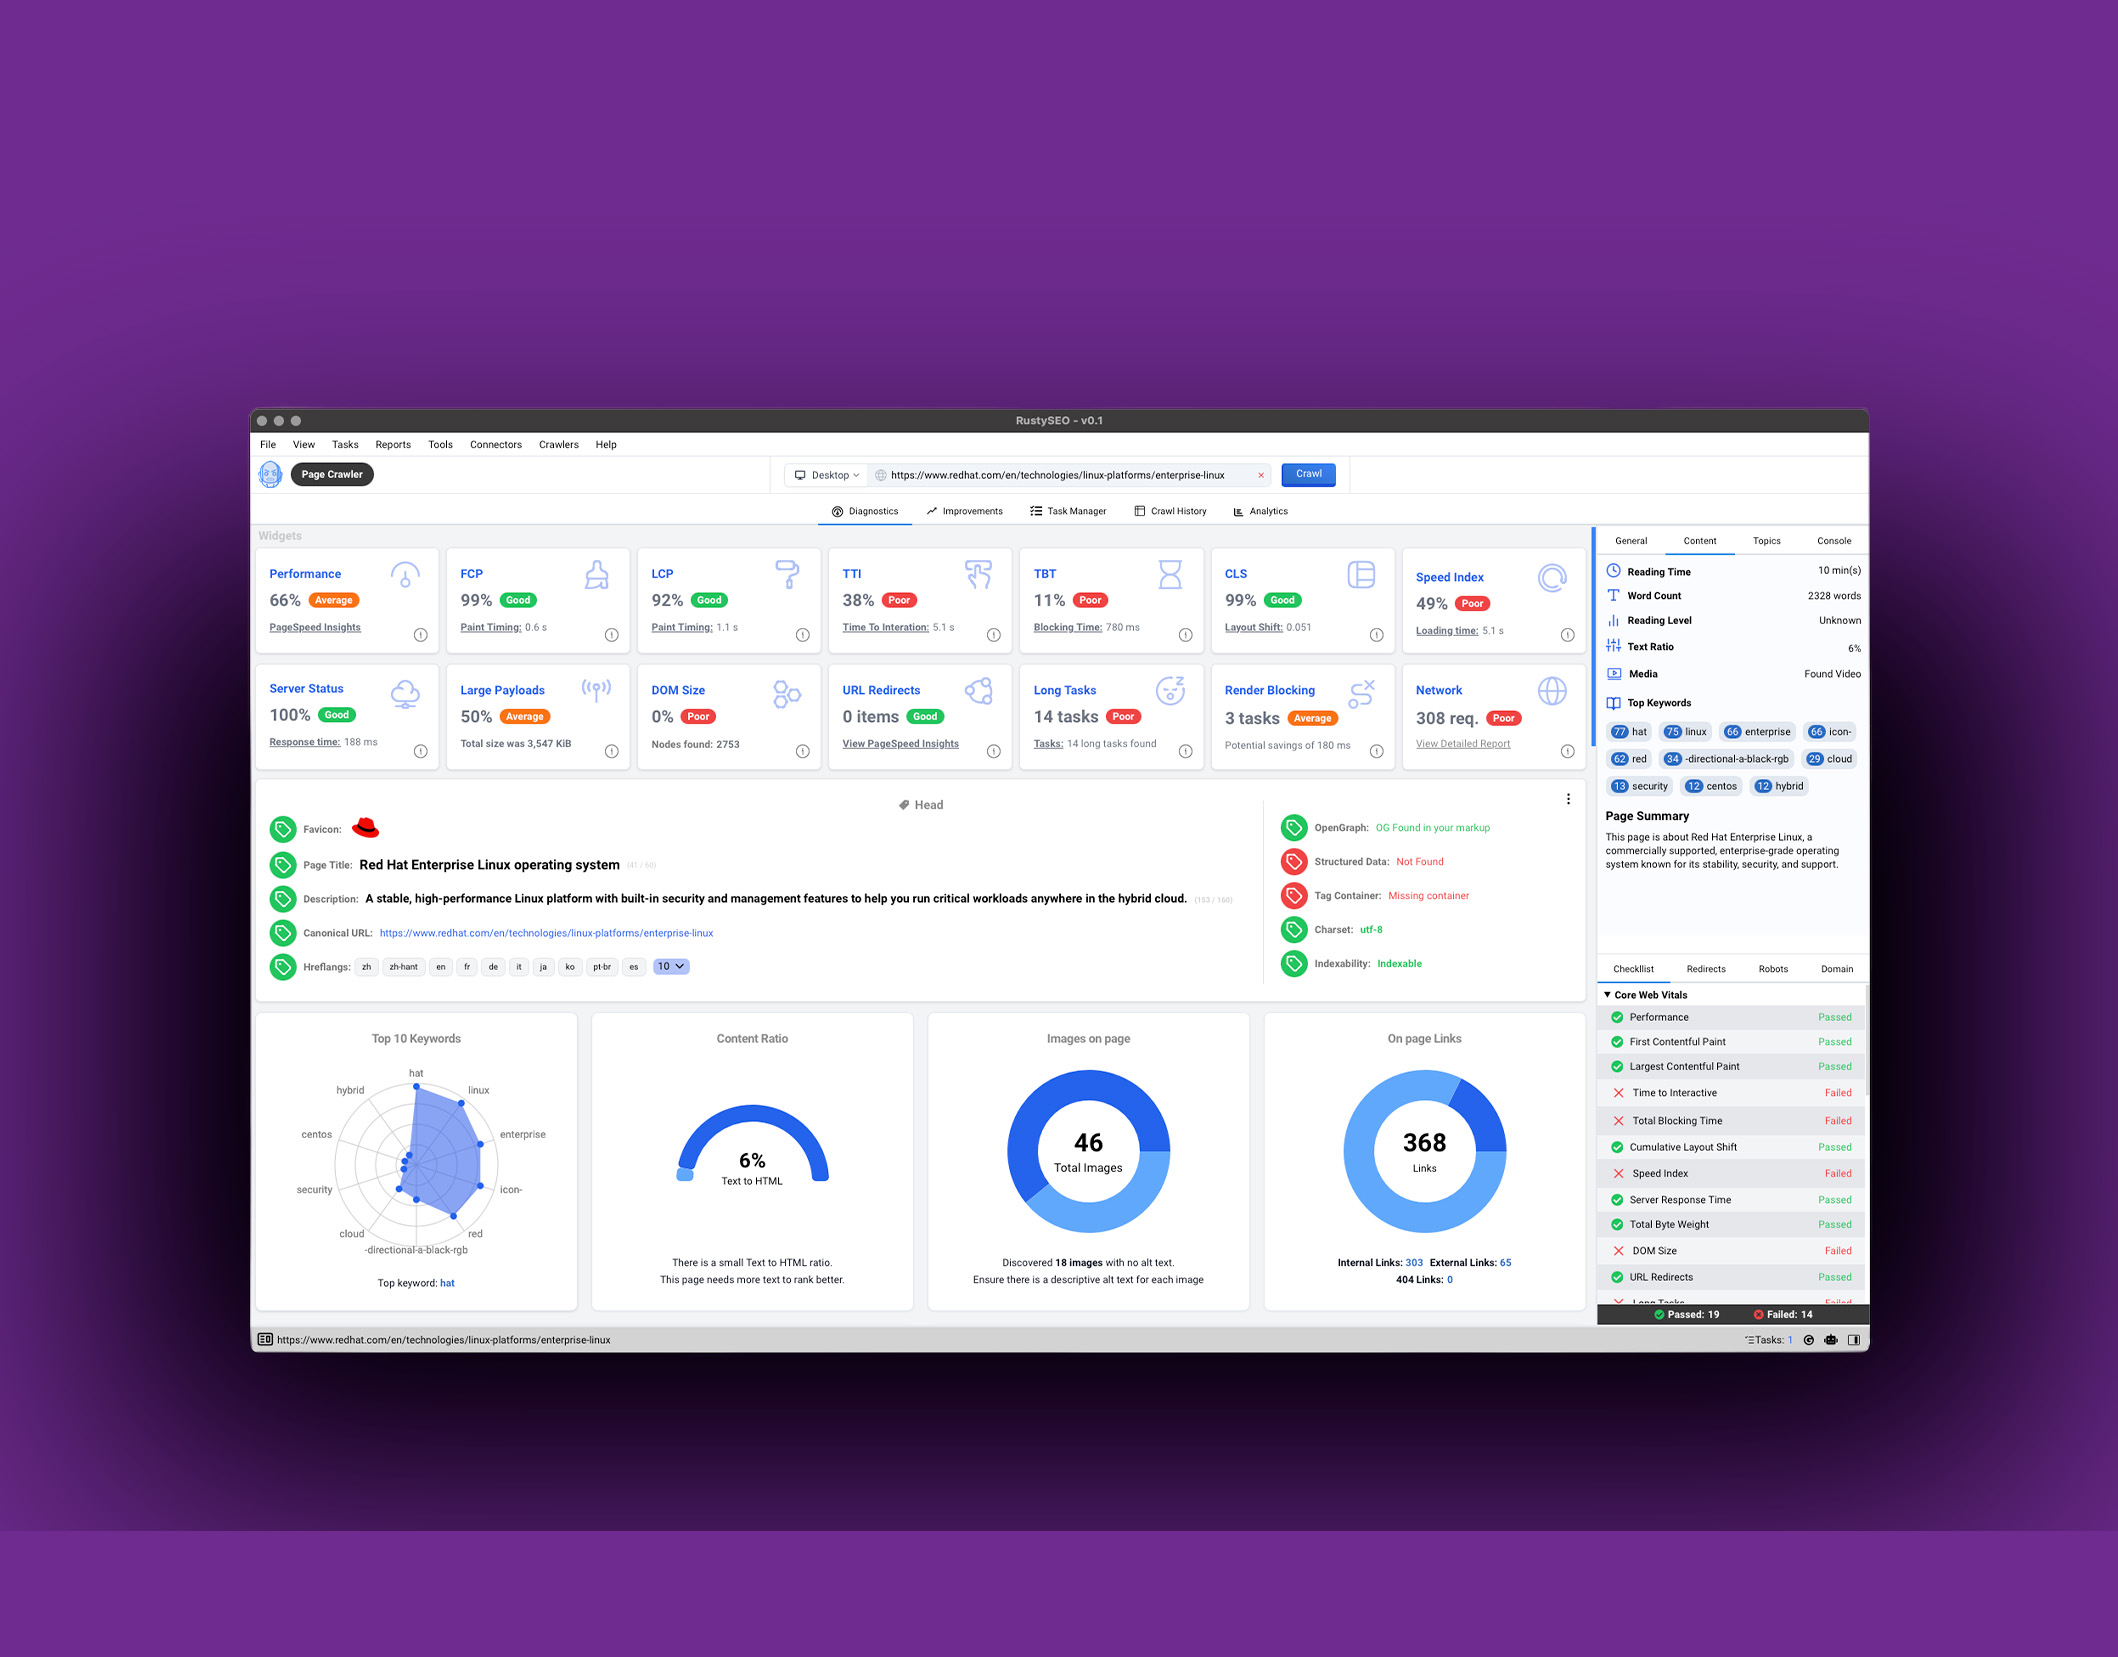 RustySEO - v0.1
File View Tasks Reports Tools Connectors Crawlers Help
Page Crawler
Desktop https://www.redhat.com/en/technologies/linux-platforms/enterprise-linux × Crawl
Diagnostics Improvements Task Manager Crawl History Analytics
Widgets
Performance
66% Average
PageSpeed Insights
FCP
99% Good
Paint Timing: 0.6 s
LCP
92% Good
Paint Timing: 1.1 s
TTI
38% Poor
Time To Interation: 5.1 s
TBT
11% Poor
Blocking Time: 780 ms
CLS
99% Good
Layout Shift: 0.051
Speed Index
49% Poor
Loading time: 5.1 s
Server Status
100% Good
Response time: 188 ms
Large Payloads
50% Average
Total size was 3,547 KiB
DOM Size
0% Poor
Nodes found: 2753
URL Redirects
0 items Good
View PageSpeed Insights
Long Tasks
14 tasks Poor
Tasks: 14 long tasks found
Render Blocking
3 tasks Average
Potential savings of 180 ms
Network
308 req. Poor
View Detailed Report
Head
Favicon:
Page Title: Red Hat Enterprise Linux operating system (41 / 60)
Description: A stable, high-performance Linux platform with built-in security and management features to help you run critical workloads anywhere in the hybrid cloud. (153 / 160)
Canonical URL: https://www.redhat.com/en/technologies/linux-platforms/enterprise-linux
Hreflangs: zh zh-hant en fr de it ja ko pt-br es 10
OpenGraph: OG Found in your markup
Structured Data: Not Found
Tag Container: Missing container
Charset: utf-8
Indexability: Indexable
Top 10 Keywords
hat
linux
enterprise
icon-
red
-directional-a-black-rgb
cloud
security
centos
hybrid
Top keyword: hat
Content Ratio
6%
Text to HTML
There is a small Text to HTML ratio.
This page needs more text to rank better.
Images on page
46
Total Images
Discovered 18 images with no alt text.
Ensure there is a descriptive alt text for each image
On page Links
368
Links
Internal Links: 303 External Links: 65
404 Links: 0
General Content Topics Console
Reading Time 10 min(s)
Word Count 2328 words
Reading Level Unknown
Text Ratio 6%
Media Found Video
Top Keywords
77 hat 75 linux 66 enterprise 66 icon-
62 red 34 -directional-a-black-rgb 29 cloud
13 security 12 centos 12 hybrid
Page Summary
This page is about Red Hat Enterprise Linux, a
commercially supported, enterprise-grade operating
system known for its stability, security, and support.
Checkllist Redirects Robots Domain
Core Web Vitals
Performance Passed
First Contentful Paint Passed
Largest Contentful Paint Passed
Time to Interactive Failed
Total Blocking Time Failed
Cumulative Layout Shift Passed
Speed Index Failed
Server Response Time Passed
Total Byte Weight Passed
DOM Size Failed
URL Redirects Passed
Long Tasks Failed
Passed: 19 Failed: 14
https://www.redhat.com/en/technologies/linux-platforms/enterprise-linux
Tasks: 1